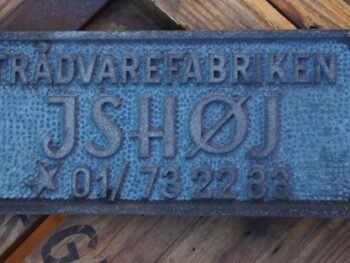 TRÅDVAREFABRIKEN
JSHØJ
★ 01/ 73 22 33
G